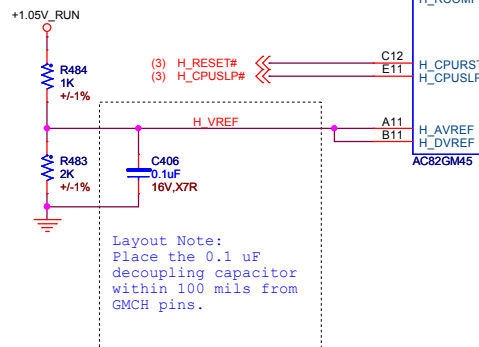 H_RCOMP
+1.05V_RUN
R484
1K
+/-1%
(3) H_RESET#
(3) H_CPUSLP#
C12
E11
H_CPURST
H_CPUSLP
H_VREF
A11
B11
H_AVREF
H_DVREF
AC82GM45
R483
2K
+/-1%
C406
0.1uF
16V,X7R
Layout Note:
Place the 0.1 uF
decoupling capacitor
within 100 mils from
GMCH pins.